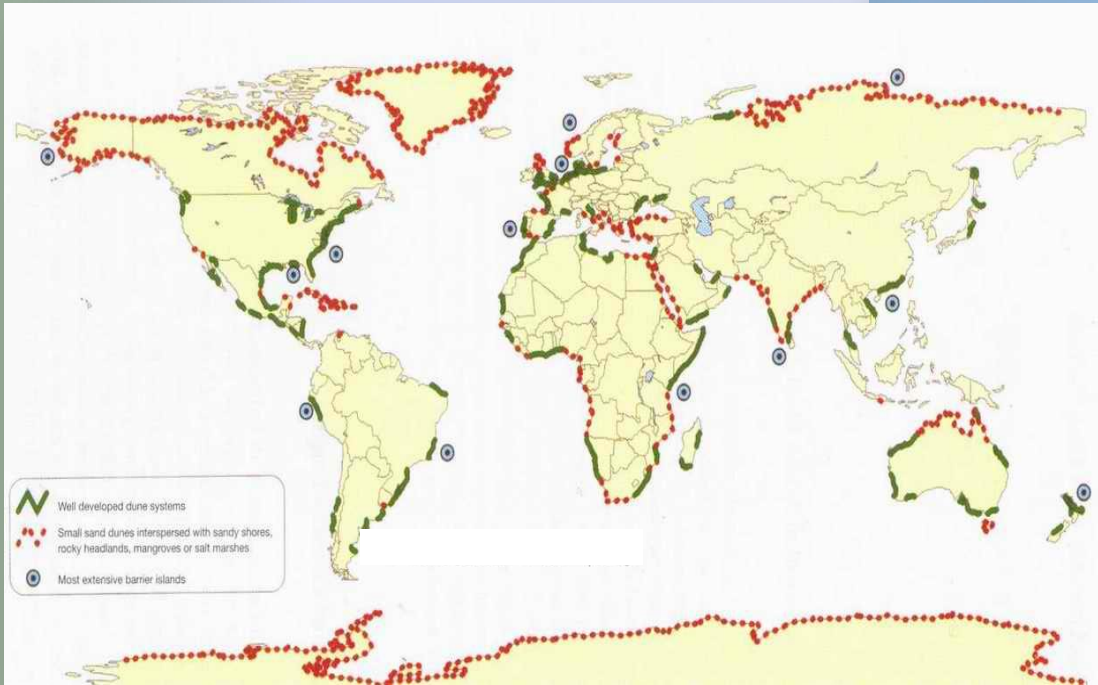 Well developed dune systems
Small sand dunes interspersed with sandy shores,
rocky headlands, mangroves or salt marshes
Most extensive barrier islands